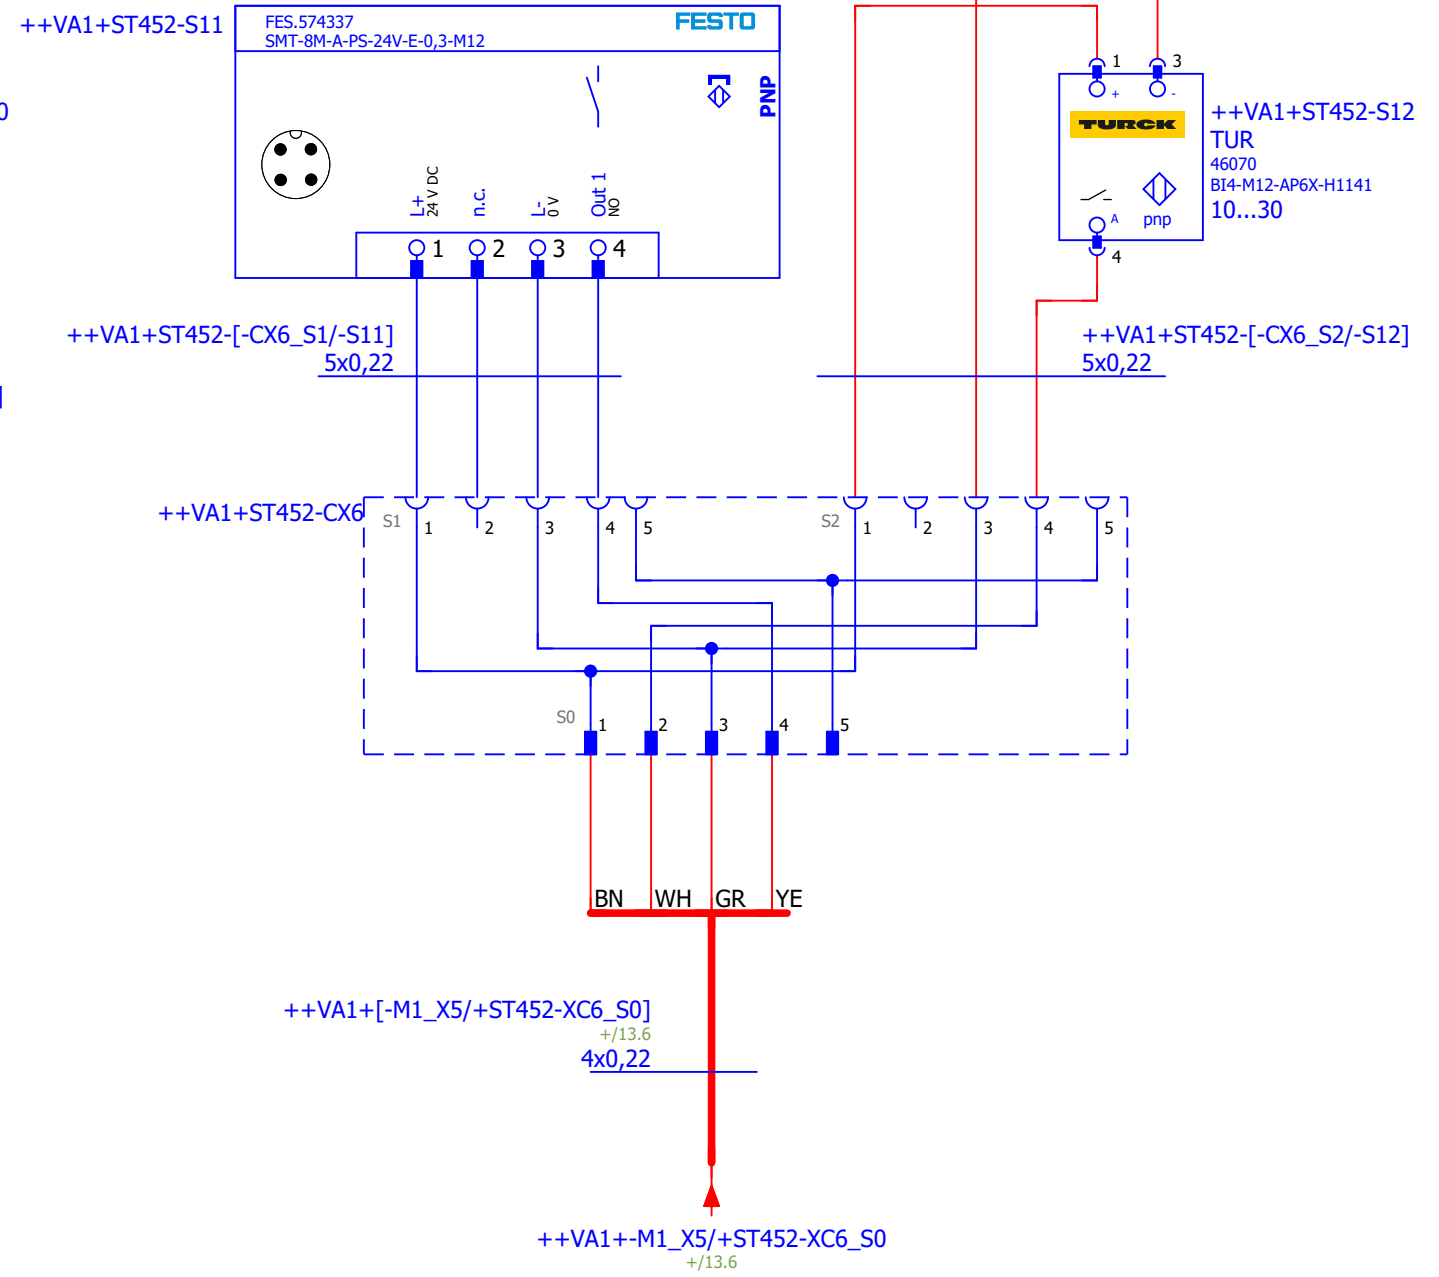 ++VA1+ST452-S11
FES.574337
SMT-8M-A-PS-24V-E-0,3-M12
FESTO
PNP
L+
24 V DC
n.c.
L-
0 V
Out 1
NO
1
2
3
4
0
1
3
+
-
TURCK
A
pnp
4
++VA1+ST452-S12
TUR
46070
BI4-M12-AP6X-H1141
10...30
++VA1+ST452-[-CX6_S1/-S11]
5x0,22
++VA1+ST452-[-CX6_S2/-S12]
5x0,22
]
++VA1+ST452-CX6
S1
1
2
3
4
5
S2
1
2
3
4
5
S0
1
2
3
4
5
BN
WH
GR
YE
++VA1+[-M1_X5/+ST452-XC6_S0]
+/13.6
4x0,22
++VA1+-M1_X5/+ST452-XC6_S0
+/13.6